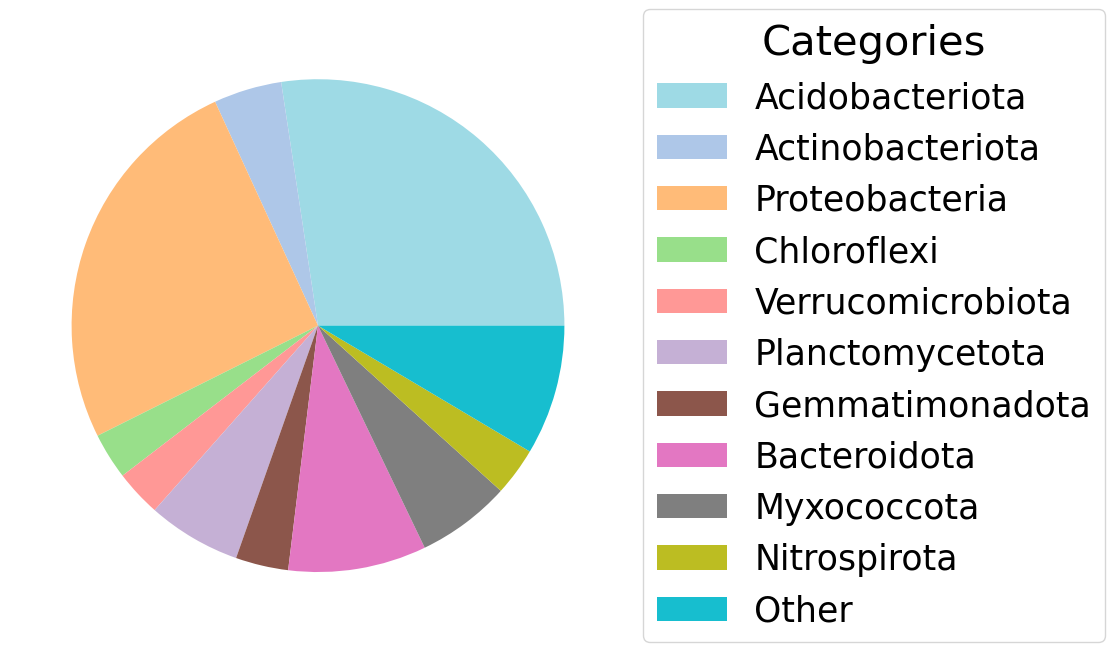 Categories
Acidobacteriota
Actinobacteriota
Proteobacteria
Chloroflexi
Verrucomicrobiota
Planctomycetota
Gemmatimonadota
Bacteroidota
Myxococcota
Nitrospirota
Other